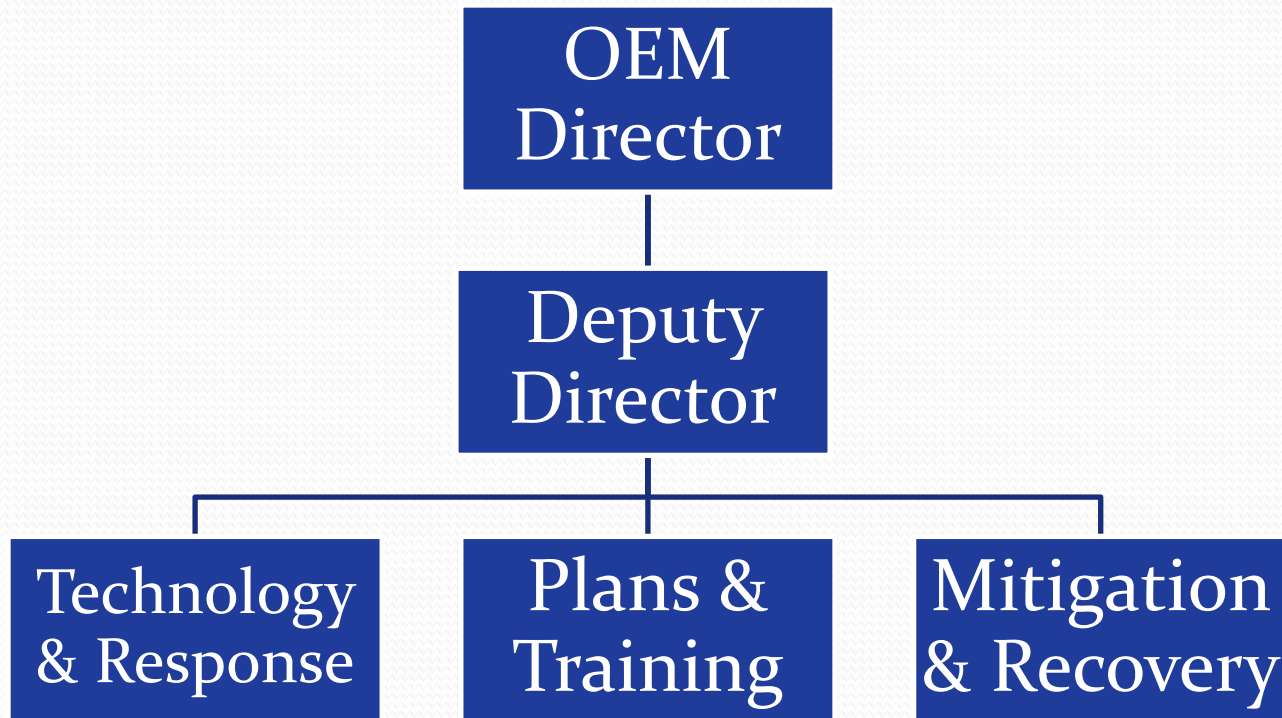 OEM
Director
Deputy
Director
Technology
& Response
Plans &
Training
Mitigation
& Recovery